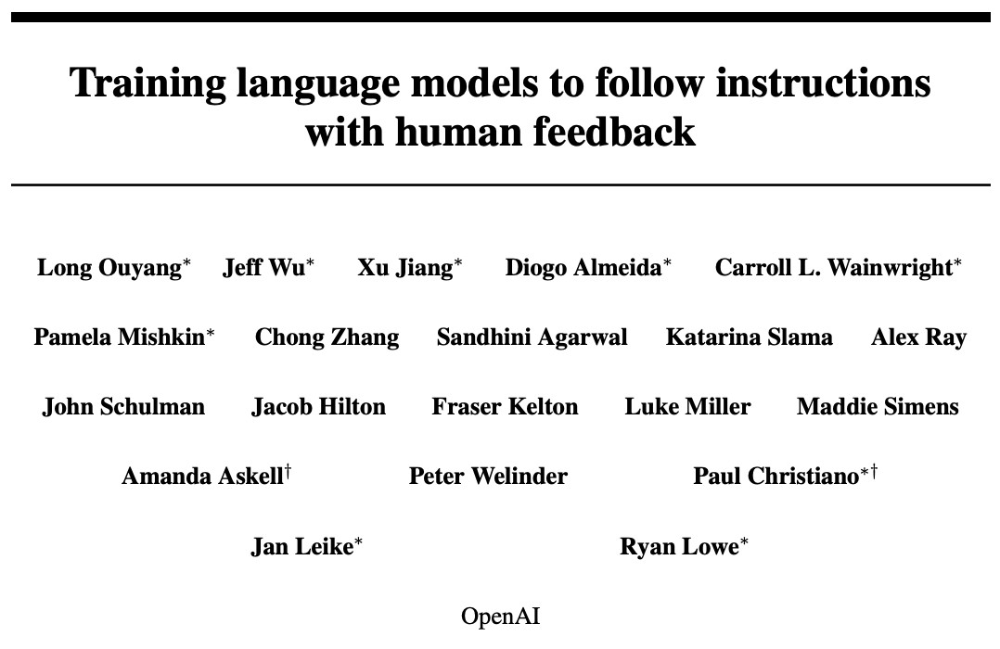 Training language models to follow instructions
with human feedback
Long Ouyang* Jeff Wu* Xu Jiang* Diogo Almeida* Carroll L. Wainwright*
Pamela Mishkin* Chong Zhang Sandhini Agarwal Katarina Slama Alex Ray
John Schulman Jacob Hilton Fraser Kelton Luke Miller Maddie Simens
Amanda Askell† Peter Welinder Paul Christiano*†
Jan Leike* Ryan Lowe*
OpenAI